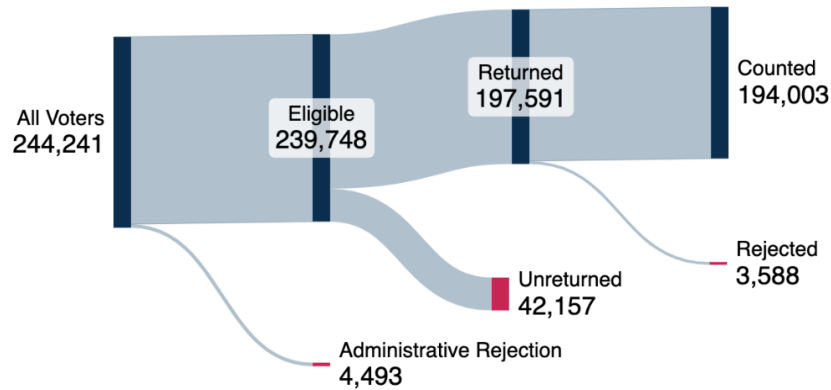 All Voters
244,241
Eligible
239,748
Returned
197,591
Counted
194,003
Rejected
3,588
Unreturned
42,157
Administrative Rejection
4,493